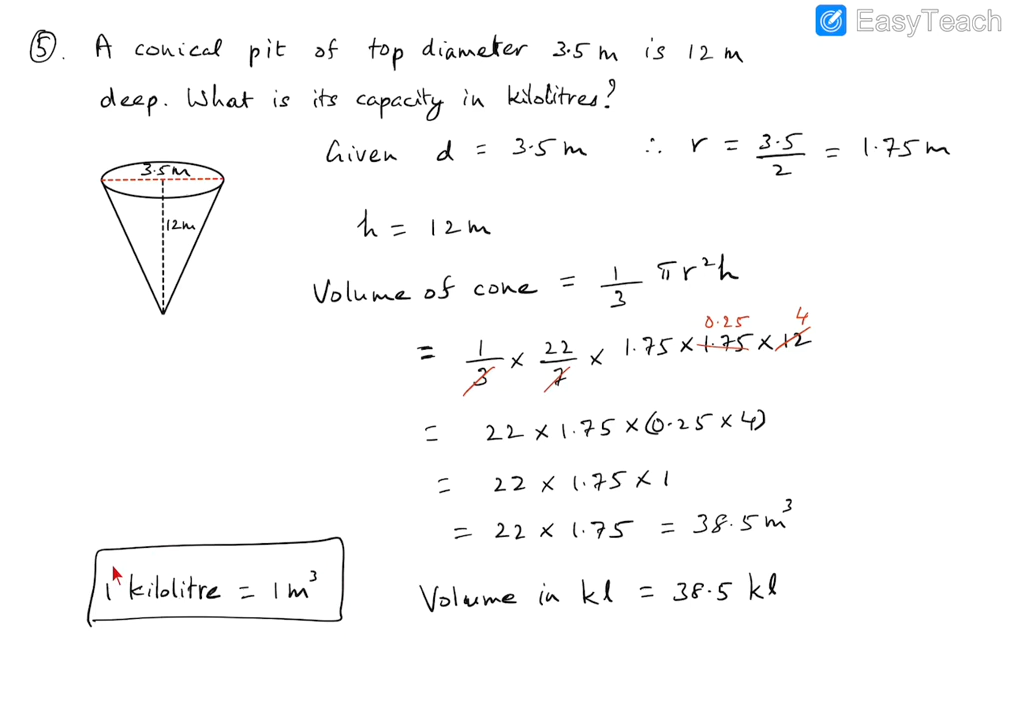 EasyTeach
⑤. A conical pit of top diameter 3.5 m is 12 m
deep. What is its capacity in kilolitres?
Given d = 3.5 m ∴ r = 3.5/2 = 1.75 m
3.5m
12m
h = 12 m
Volume of cone = 1/3 πr²h
0.25 4
= 1/3 × 22/7 × 1.75 × 1.75 × 12
= 22 × 1.75 × (0.25 × 4)
= 22 × 1.75 × 1
= 22 × 1.75 = 38.5 m³
1 kilolitre = 1 m³
Volume in kl = 38.5 kl